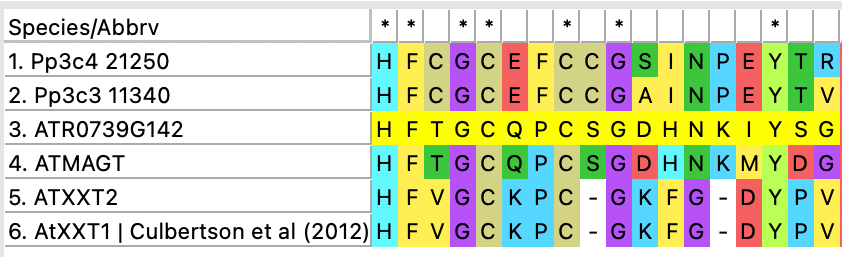 Species/Abbrv * * * * * * *
1. Pp3c4 21250 H F C G C E F C C G S I N P E Y T R
2. Pp3c3 11340 H F C G C E F C C G A I N P E Y T V
3. ATR0739G142 H F T G C Q P C S G D H N K I Y S G
4. ATMAGT H F T G C Q P C S G D H N K M Y D G
5. ATXXT2 H F V G C K P C - G K F G - D Y P V
6. AtXXT1 | Culbertson et al (2012) H F V G C K P C - G K F G - D Y P V